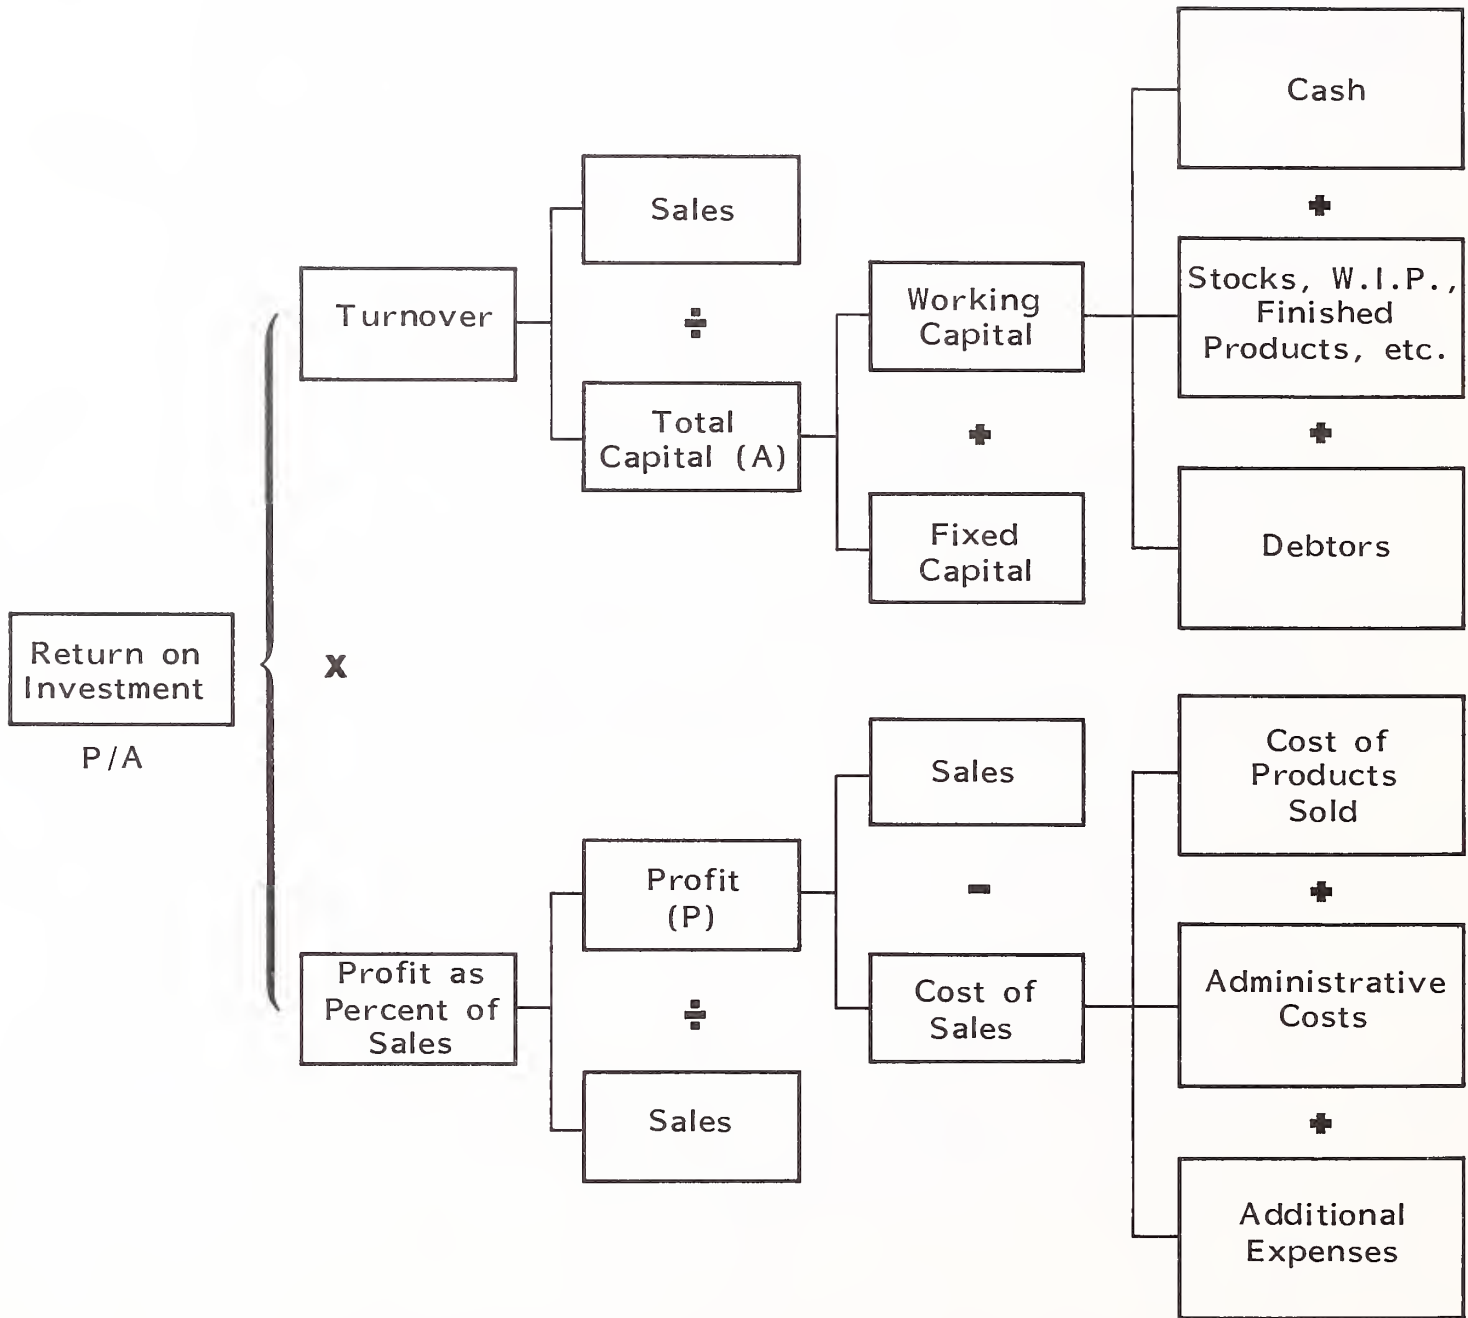 Cash
+
Sales
÷
Turnover
Total
Capital (A)
Working
Capital
+
Fixed
Capital
Stocks, W.I.P.,
Finished
Products, etc.
+
Debtors
Return on
Investment
P/A
x
Profit as
Percent of
Sales
Profit
(P)
÷
Sales
Sales
-
Cost of
Sales
Cost of
Products
Sold
+
Administrative
Costs
+
Additional
Expenses